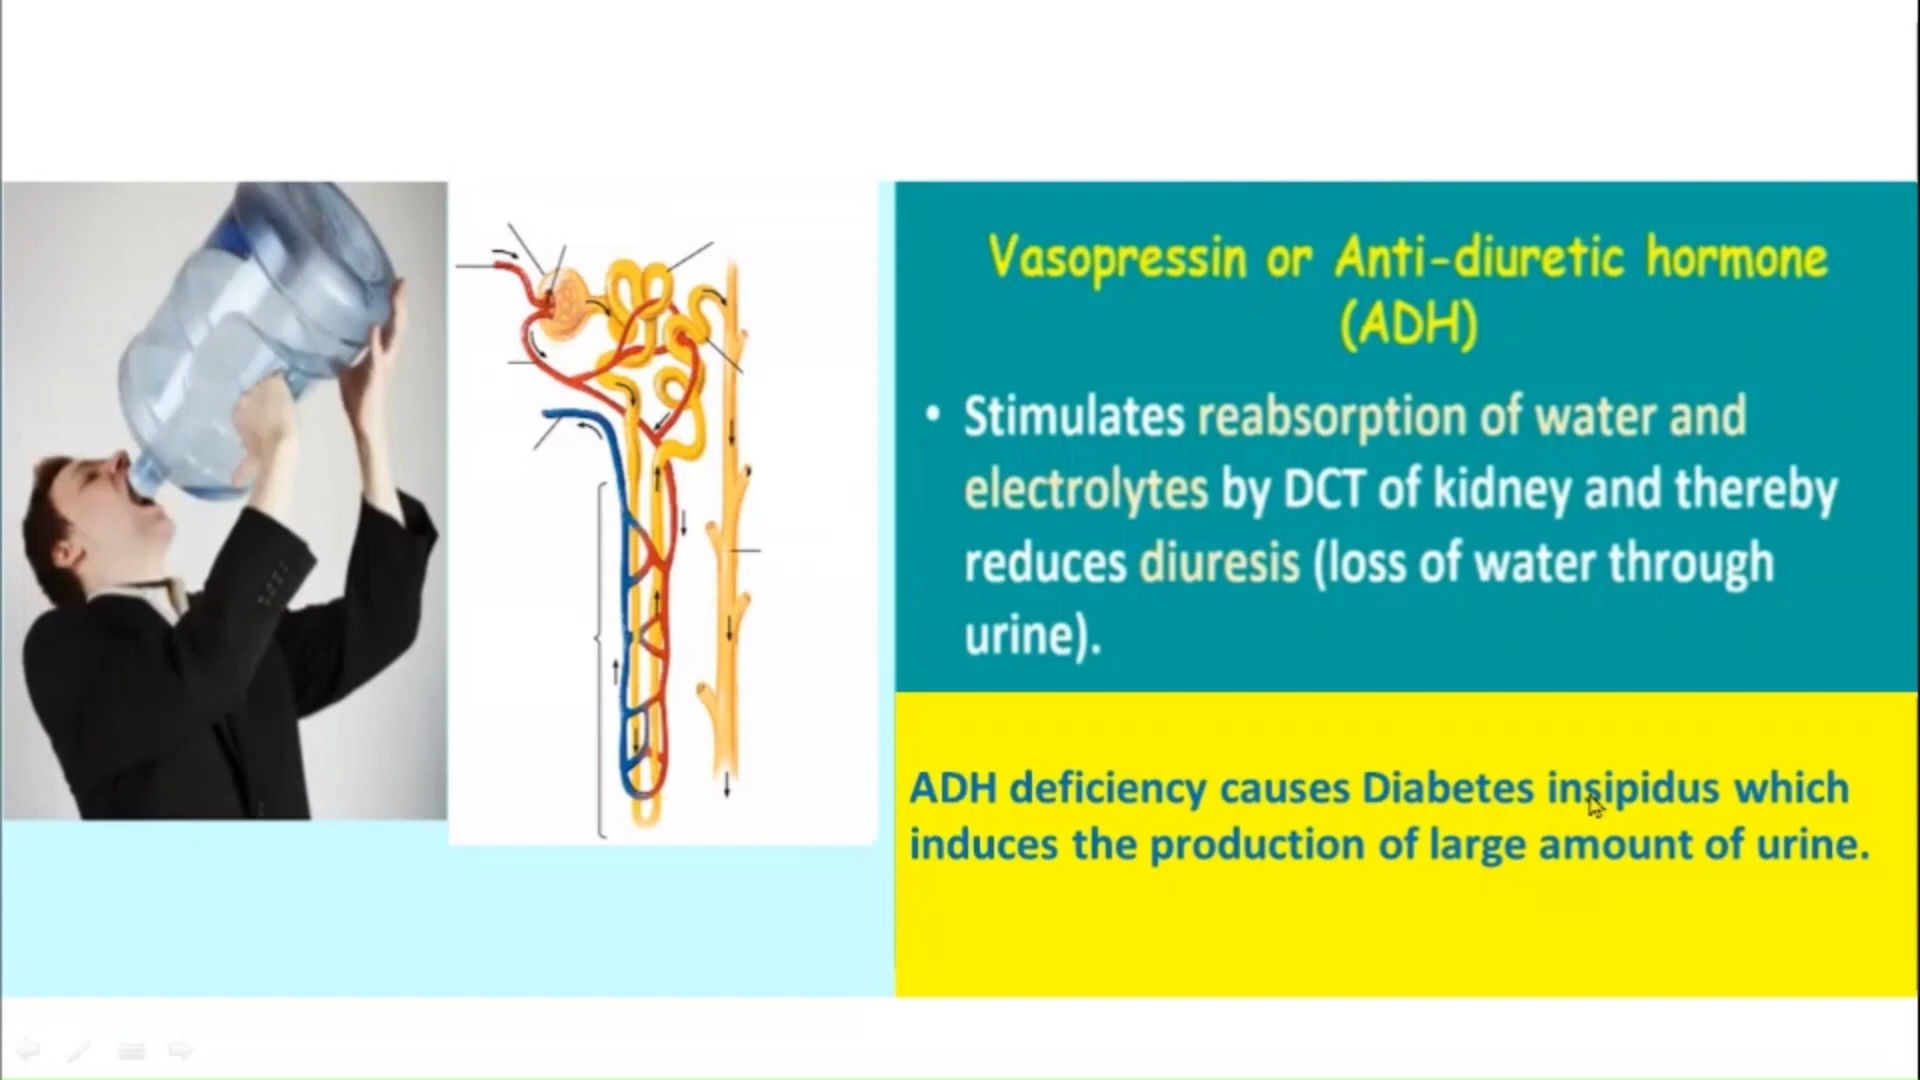 Vasopressin or Anti-diuretic hormone
(ADH)
• Stimulates reabsorption of water and
electrolytes by DCT of kidney and thereby
reduces diuresis (loss of water through
urine).
ADH deficiency causes Diabetes insipidus which
induces the production of large amount of urine.